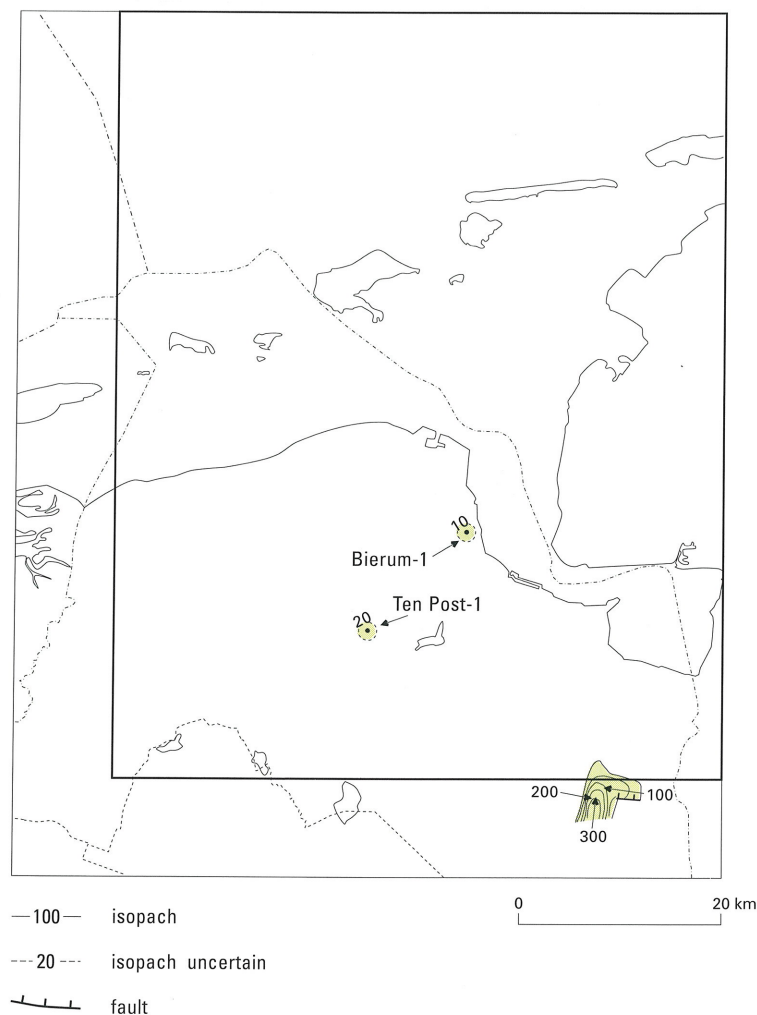 10
Bierum-1
Ten Post-1
20
200
100
300
0 20 km
100 isopach
20 isopach uncertain
fault